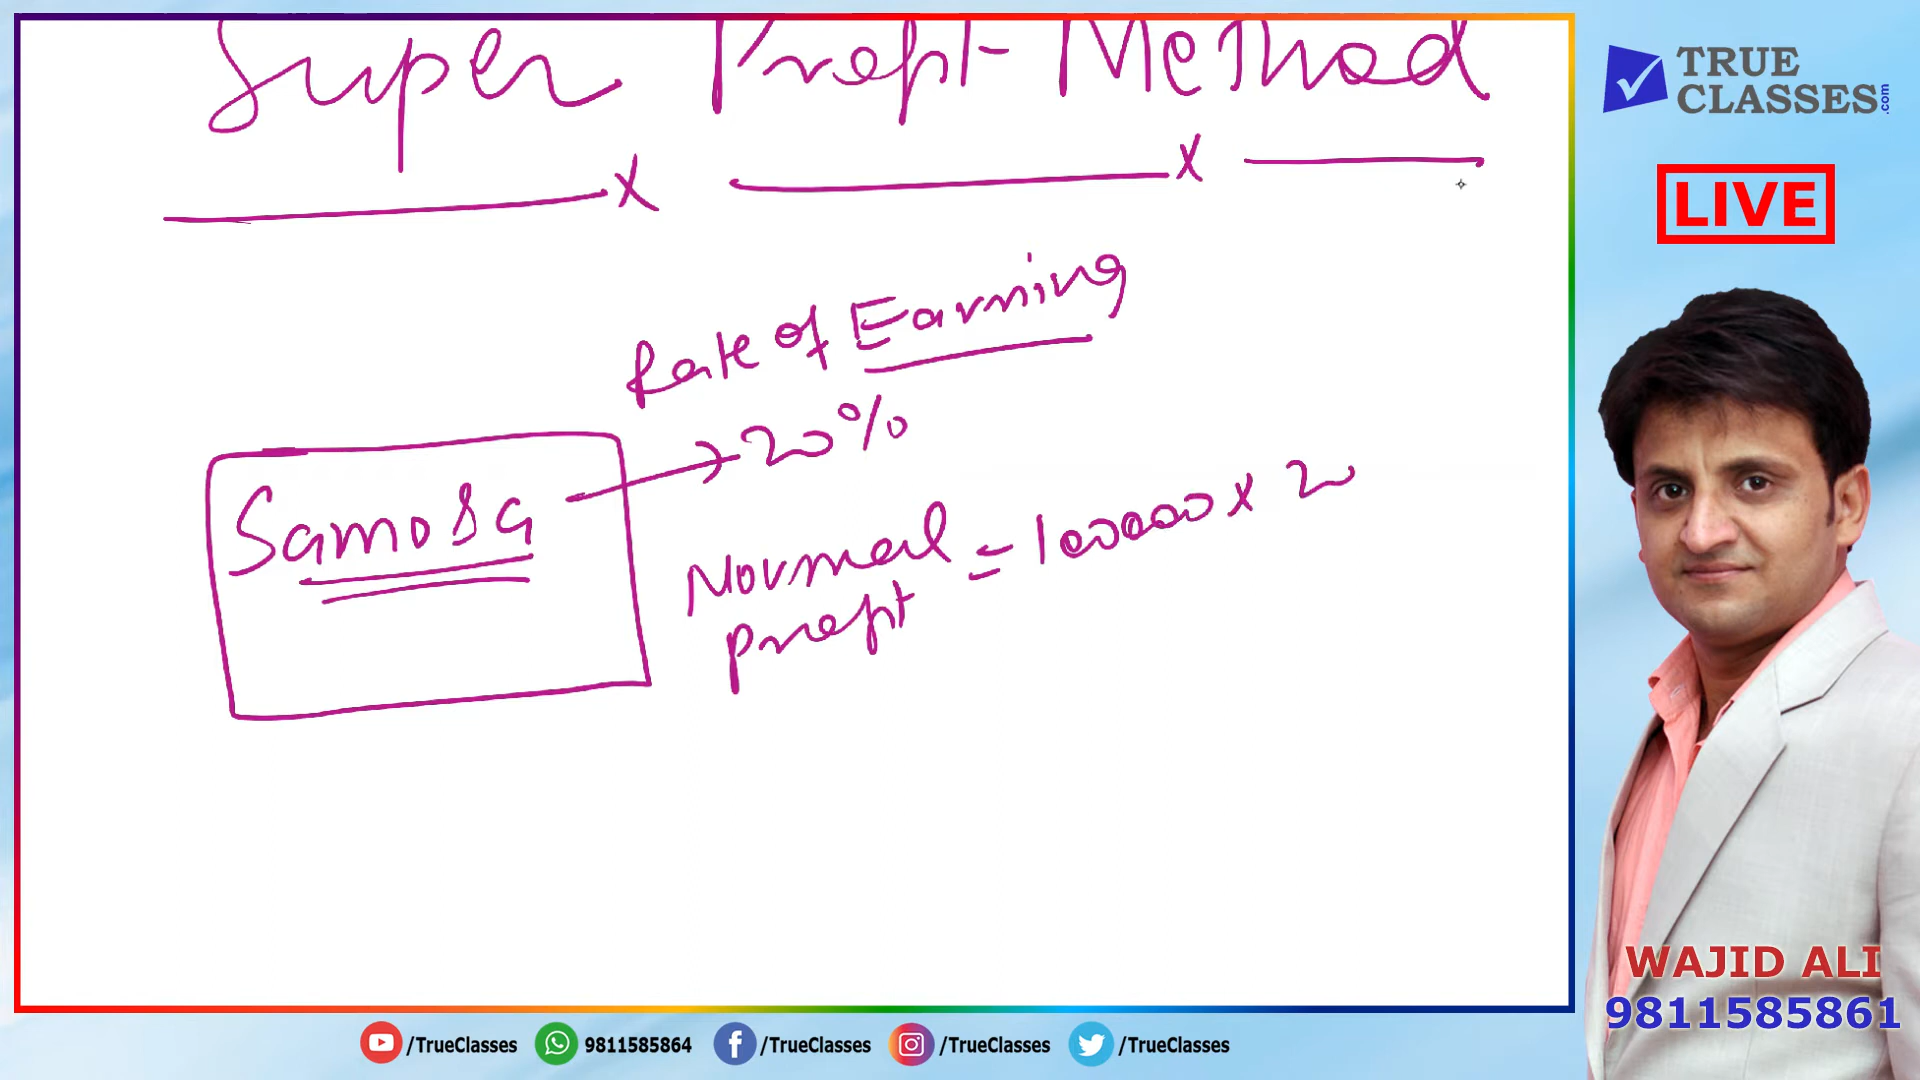 Super Profit Method
x x
Rate of Earning
20%
Samosa
Normal = 100000 x 20
profit
TRUE
CLASSES.com
LIVE
WAJID ALI
9811585861
/TrueClasses 9811585864 /TrueClasses /TrueClasses /TrueClasses